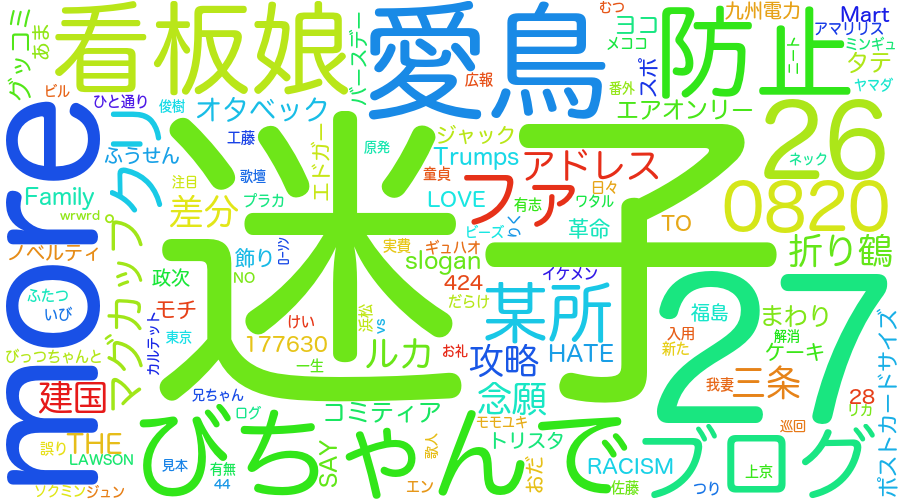 看板娘
愛鳥
防止
九州電力
Mart
むつ
ヨコ
メココ
アマリリス
ミンギュ
ニート
タテ
ヤマダ
グッコミ
あま
ビル
バースデー
広報
スポ
番外
ひと通り
俊樹
オタベック
エアオンリー
26
more
クリ
ふうせん
工藤
エドガー
原発
ジャック
Trumps
アドレス
ネック
迷子
注目
歌壇
童貞
ファ
日々
Family
wrwrd
差分
プラカ
LOVE
有志
ワタル
0820
りく
ビーズ
革命
TO
ノベルティ
マグカップ
飾り
ローソン
実費
ギュハオ
slogan
折り鶴
政次
NO
イケメン
27
ふたつ
いび
モチ
424
だらけ
某所
カルテット
けい
浜松
vs
福島
まわり
東京
177630
ルカ
お礼
攻略
HATE
入用
新た
解消
ケーキ
ポストカードサイズ
びっつちゃんと
一生
建国
兄ちゃん
念願
我妻
三条
28
リカ
ログ
コミティア
モモユキ
トリスタ
巡回
びちゃんで
ブログ
誤り
THE
LAWSON
見本
有無
SAY
歌人
おだ
RACISM
上京
ソクミン
ジュン
44
エン
佐藤
つり